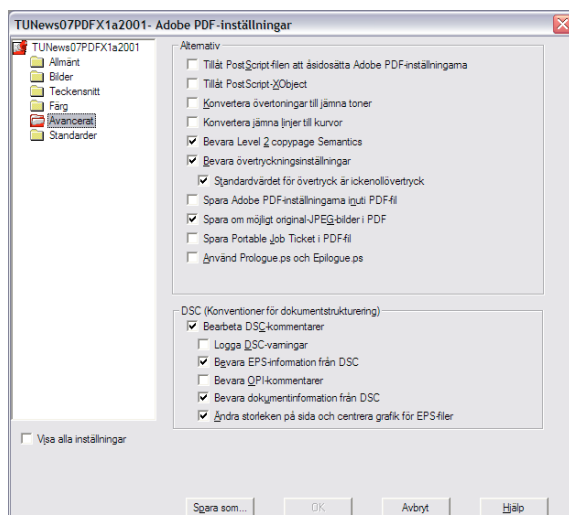 TUNews07PDFX1a2001- Adobe PDF-inställningar
TUNews07PDFX1a2001
Allmänt
Bilder
Teckensnitt
Färg
Avancerat
Standarder
Visa alla inställningar
Alternativ
Tillåt PostScript-filen att åsidosätta Adobe PDF-inställningarna
Tillåt PostScript-XObject
Konvertera övertoningar till jämna toner
Konvertera jämna linjer till kurvor
Bevara Level 2 copypage Semantics
Bevara övertryckningsinställningar
Standardvärdet för övertryck är ickenollövertryck
Spara Adobe PDF-inställningarna inuti PDF-fil
Spara om möjligt original-JPEG-bilder i PDF
Spara Portable Job Ticket i PDF-fil
Använd Prologue.ps och Epilogue.ps
DSC (Konventioner för dokumentstrukturering)
Bearbeta DSC-kommentarer
Logga DSC-varningar
Bevara EPS-information från DSC
Bevara OPI-kommentarer
Bevara dokumentinformation från DSC
Ändra storleken på sida och centrera grafik för EPS-filer
Spara som...
OK
Avbryt
Hjälp